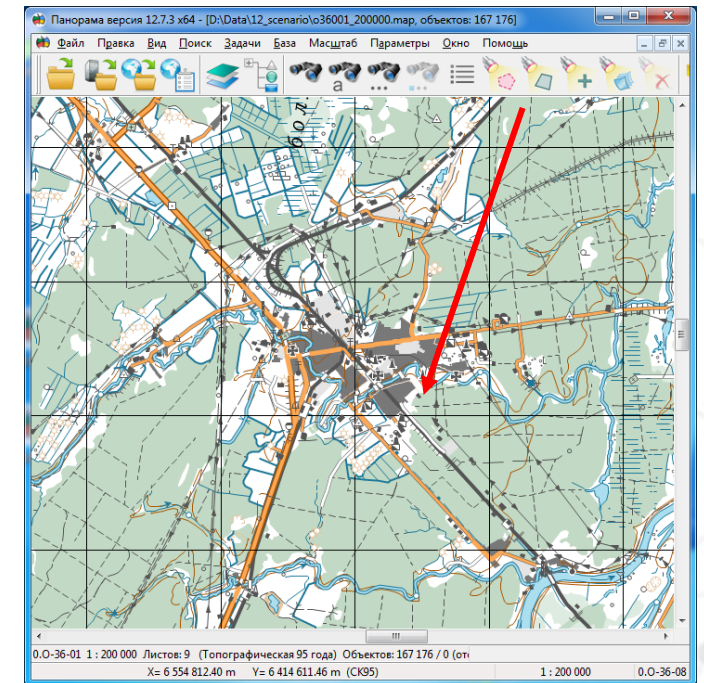 Панорама версия 12.7.3 x64 - [D:\Data\12_scenario\o36001_200000.map, объектов: 167 176]
Файл Правка Вид Поиск Задачи База Масштаб Параметры Окно Помощь
a
0.O-36-01 1 : 200 000 Листов: 9 (Топографическая 95 года) Объектов: 167 176 / 0 (ото
X= 6 554 812.40 m Y= 6 414 611.46 m (СК95) 1 : 200 000 0.O-36-08